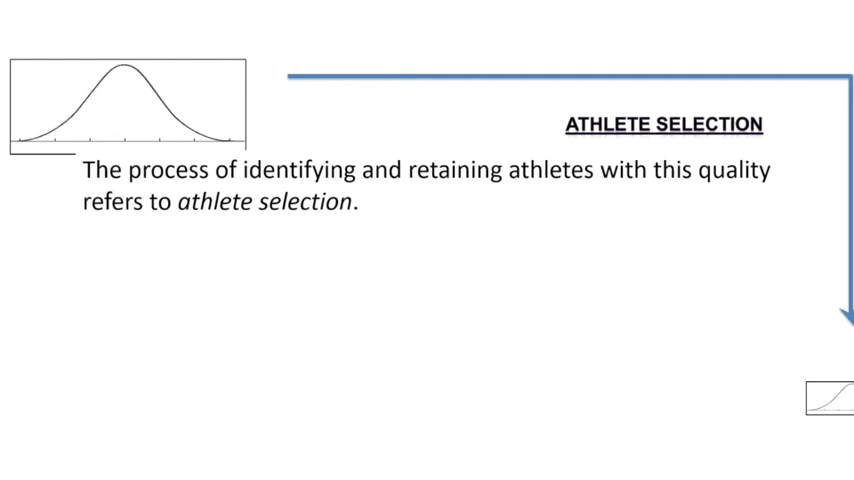 ATHLETE SELECTION
The process of identifying and retaining athletes with this quality
refers to athlete selection.